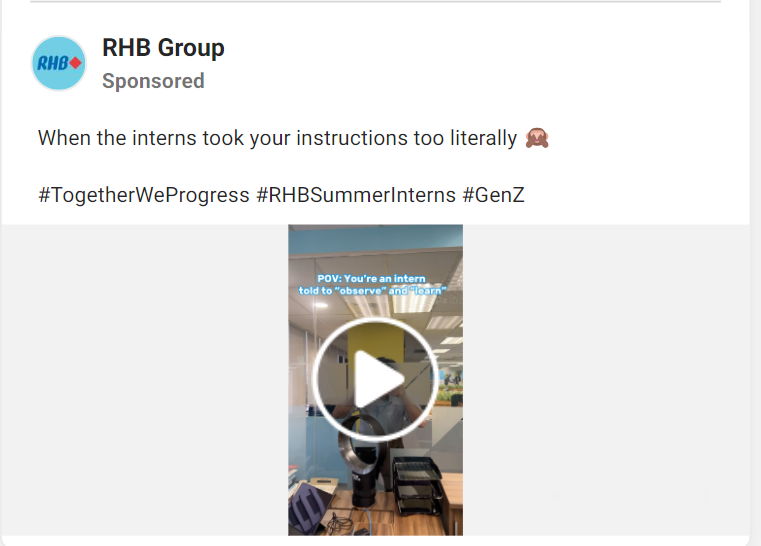 RHB
RHB Group
Sponsored
When the interns took your instructions too literally 🙈
#TogetherWeProgress #RHBSummerInterns #GenZ
POV: You're an intern
told to "observe" and "learn"